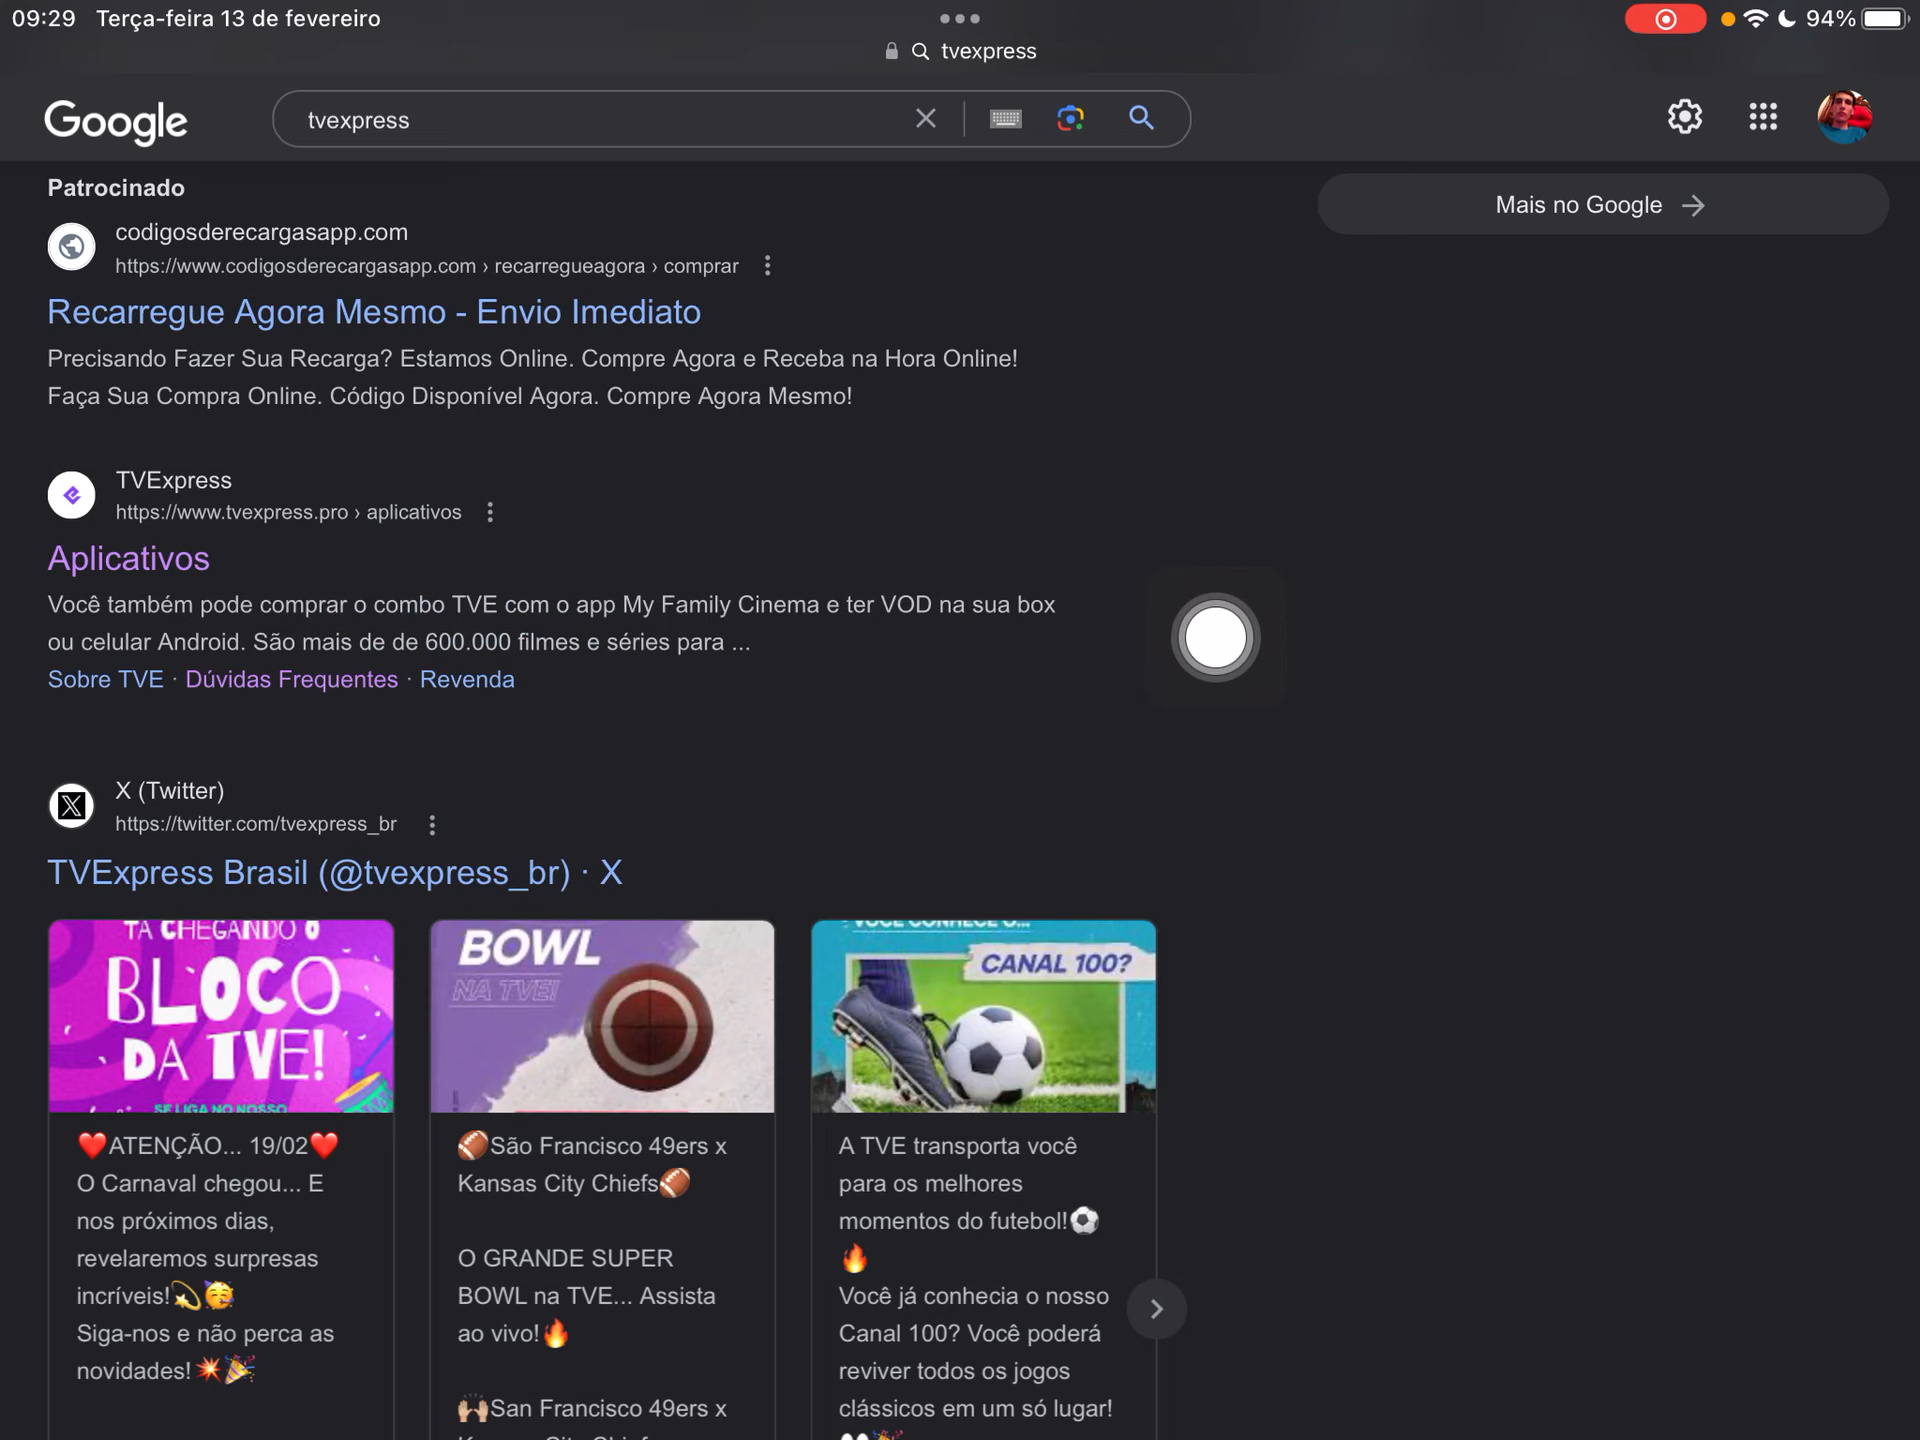 09:29 Terça-feira 13 de fevereiro
94%
tvexpress
Google
tvexpress
Patrocinado
Mais no Google
codigosderecargasapp.com
https://www.codigosderecargasapp.com › recarregueagora › comprar
Recarregue Agora Mesmo - Envio Imediato
Precisando Fazer Sua Recarga? Estamos Online. Compre Agora e Receba na Hora Online!
Faça Sua Compra Online. Código Disponível Agora. Compre Agora Mesmo!
TVExpress
https://www.tvexpress.pro › aplicativos
Aplicativos
Você também pode comprar o combo TVE com o app My Family Cinema e ter VOD na sua box
ou celular Android. São mais de de 600.000 filmes e séries para ...
Sobre TVE · Dúvidas Frequentes · Revenda
X (Twitter)
https://twitter.com/tvexpress_br
TVExpress Brasil (@tvexpress_br) · X
TA CHEGANDO O
BLOCO
DA TVE!
SE LIGA NO NOSSO
❤️ATENÇÃO... 19/02❤️
O Carnaval chegou... E
nos próximos dias,
revelaremos surpresas
incríveis!💫🥳
Siga-nos e não perca as
novidades!💥🎉
BOWL
NA TVE!
🏈São Francisco 49ers x
Kansas City Chiefs🏈
O GRANDE SUPER
BOWL na TVE... Assista
ao vivo!🔥
🙌🏼San Francisco 49ers x
VOCÊ CONHECE O...
CANAL 100?
A TVE transporta você
para os melhores
momentos do futebol!⚽
🔥
Você já conhecia o nosso
Canal 100? Você poderá
reviver todos os jogos
clássicos em um só lugar!